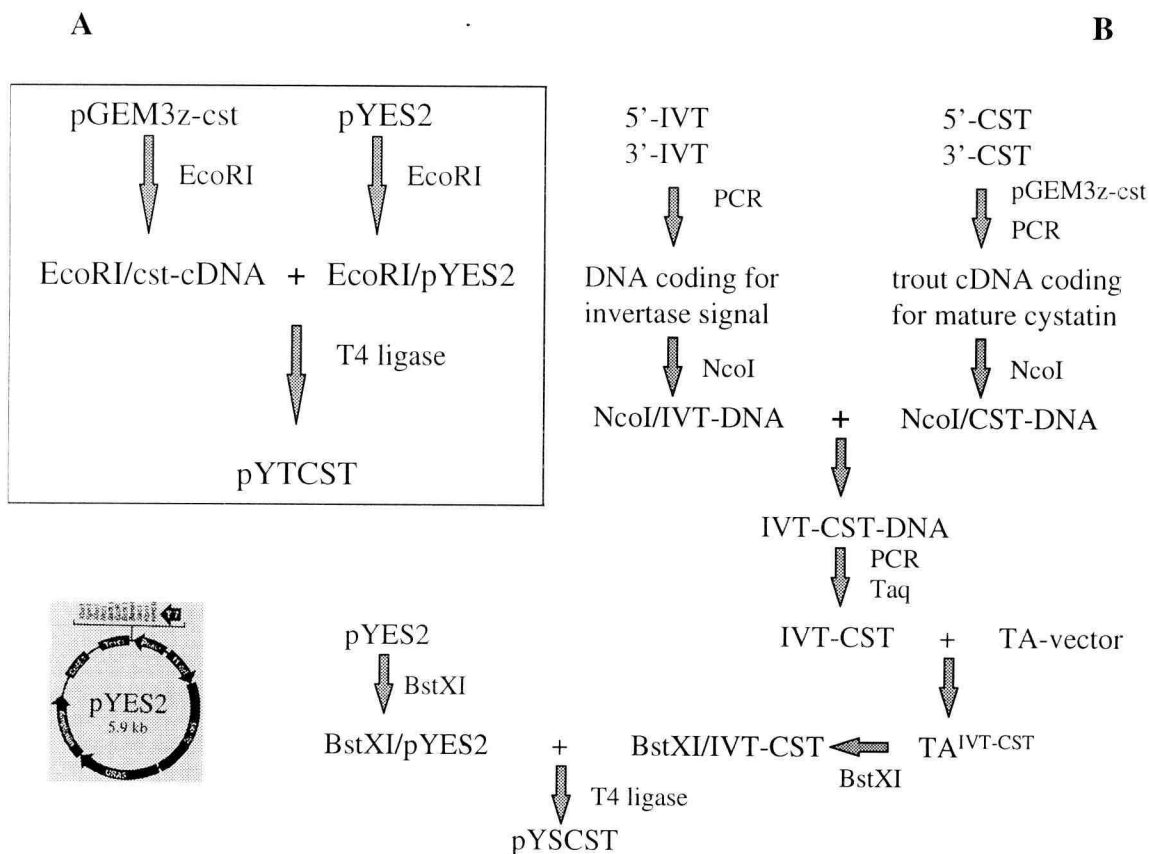 A
B
pGEM3z-cst
pYES2
EcoRI
EcoRI
EcoRI/cst-cDNA + EcoRI/pYES2
T4 ligase
pYTCST
5'-IVT
3'-IVT
PCR
DNA coding for
invertase signal
NcoI
NcoI/IVT-DNA
+
5'-CST
3'-CST
pGEM3z-cst
PCR
trout cDNA coding
for mature cystatin
NcoI
NcoI/CST-DNA
IVT-CST-DNA
PCR
Taq
IVT-CST + TA-vector
TA^IVT-CST
BstXI
BstXI/IVT-CST
pYES2
BstXI
BstXI/pYES2 +
T4 ligase
pYSCST
T7
pYES2
5.9 kb
URA3